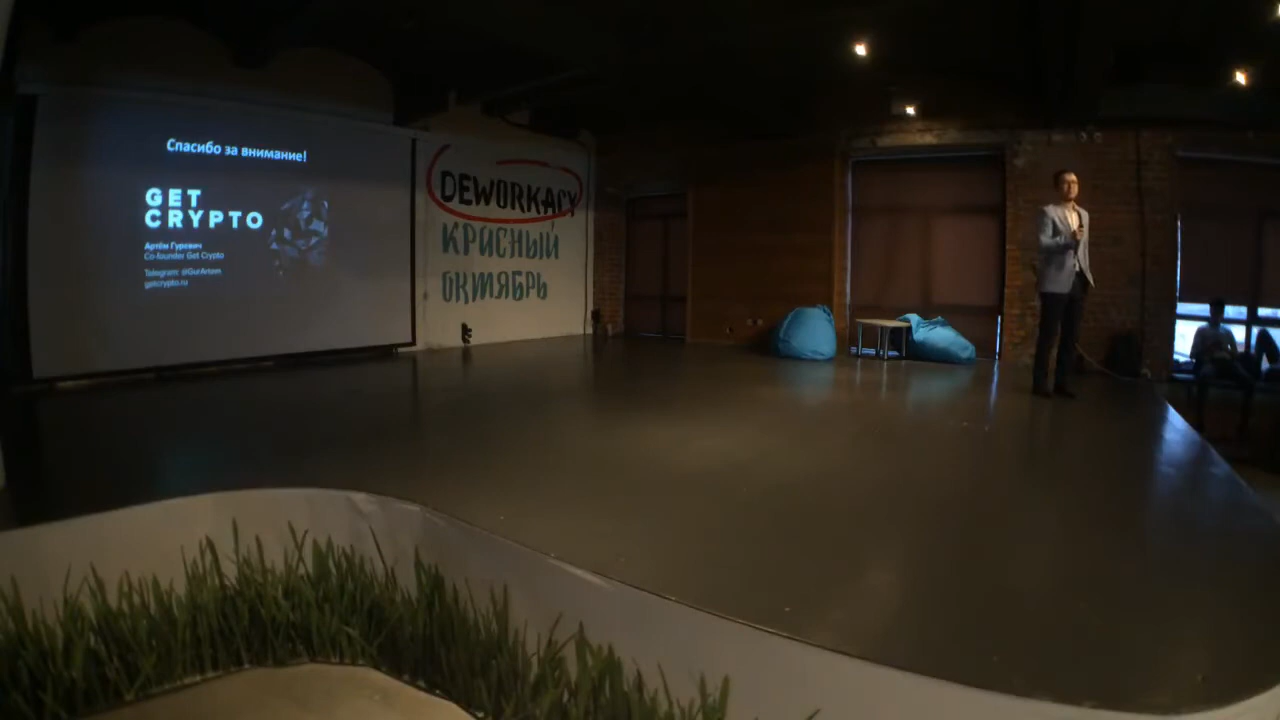 Спасибо за внимание!
GET
CRYPTO
Артём Гуревич
Co-founder Get Crypto
Telegram: @GurArtem
getcrypto.ru
DEWORKACY
КРАСНЫЙ
ОКТЯБРЬ